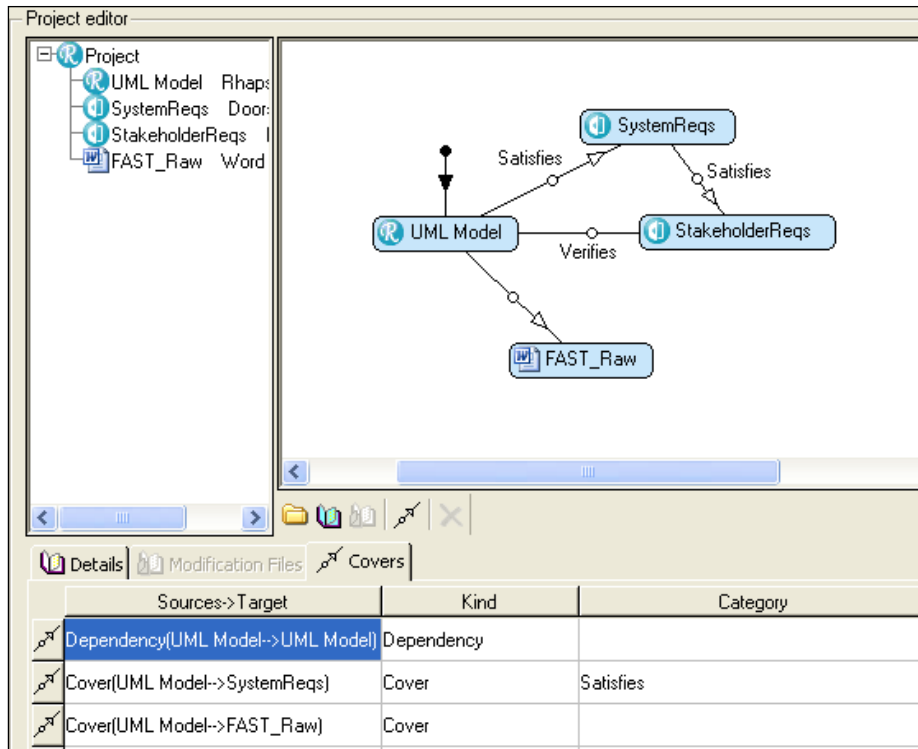 Project editor
Project
UML Model Rhaps
SystemReqs Door:
StakeholderReqs
FAST_Raw Word
SystemReqs
Satisfies
Satisfies
UML Model
StakeholderReqs
Verifies
FAST_Raw
Details Modification Files Covers
Sources->Target Kind Category
Dependency(UML Model-->UML Model) Dependency
Cover(UML Model-->SystemReqs) Cover Satisfies
Cover(UML Model-->FAST_Raw) Cover